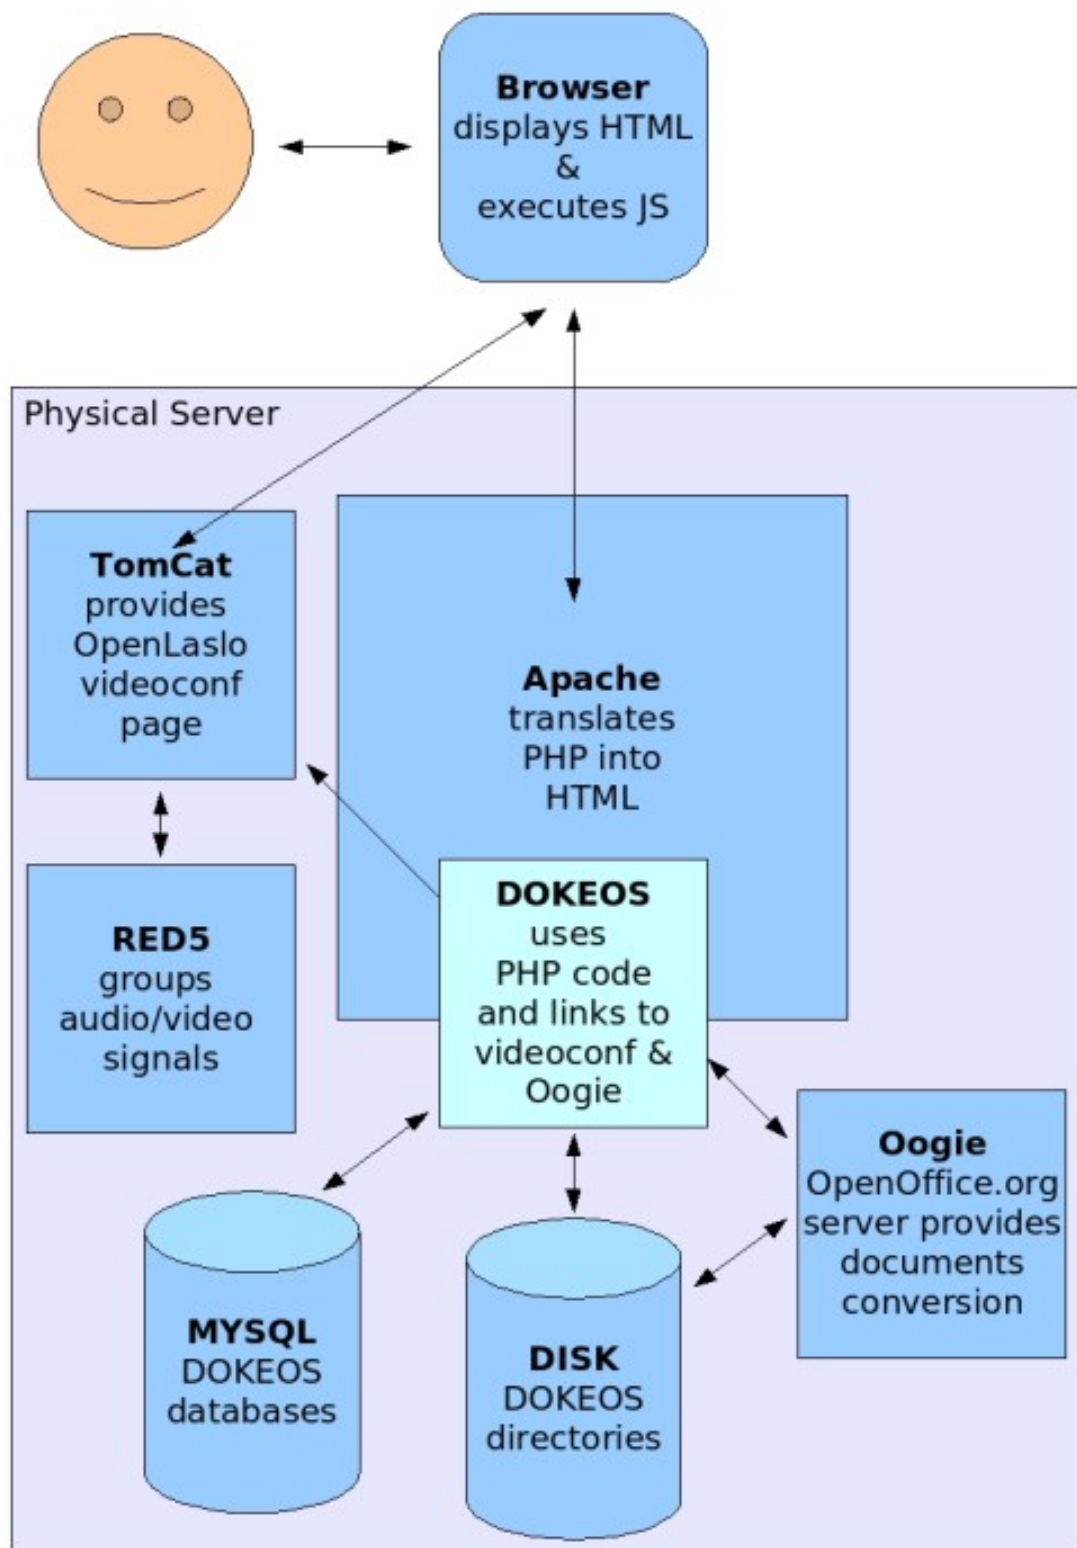 Browser
displays HTML
&
executes JS
Physical Server
TomCat
provides
OpenLaslo
videoconf
page
Apache
translates
PHP into
HTML
RED5
groups
audio/video
signals
DOKEOS
uses
PHP code
and links to
videoconf &
Oogie
Oogie
OpenOffice.org
server provides
documents
conversion
MYSQL
DOKEOS
databases
DISK
DOKEOS
directories